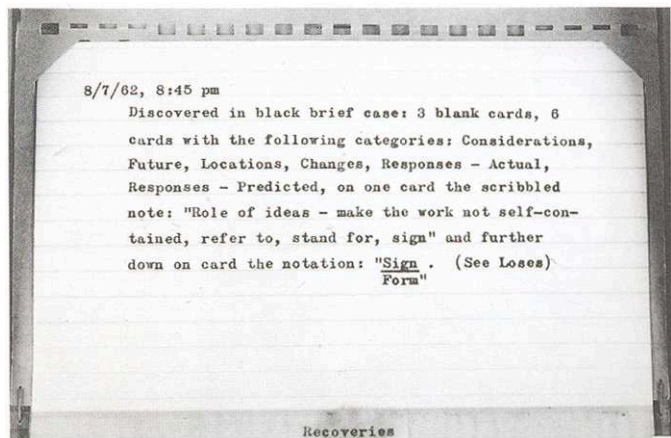 8/7/62, 8:45 pm
Discovered in black brief case: 3 blank cards, 6
cards with the following categories: Considerations,
Future, Locations, Changes, Responses - Actual,
Responses - Predicted, on one card the scribbled
note: "Role of ideas - make the work not self-con-
tained, refer to, stand for, sign" and further
down on card the notation: "Sign . (See Loses)
Form"
Recoveries